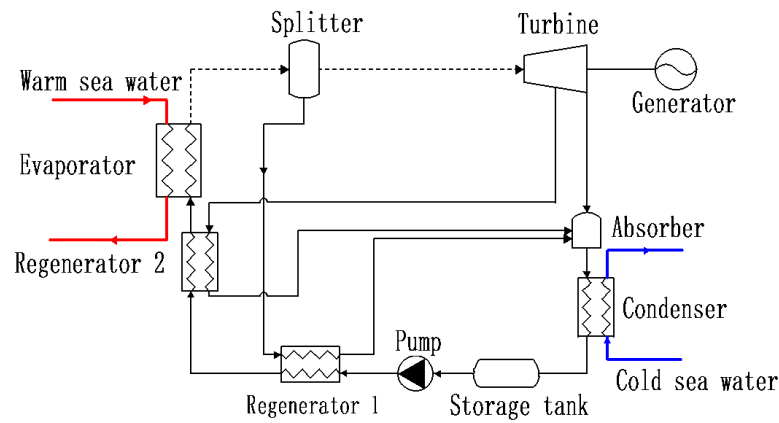 Splitter
Turbine
Warm sea water
Generator
Evaporator
Absorber
Regenerator 2
Condenser
Pump
Cold sea water
Storage tank
Regenerator 1